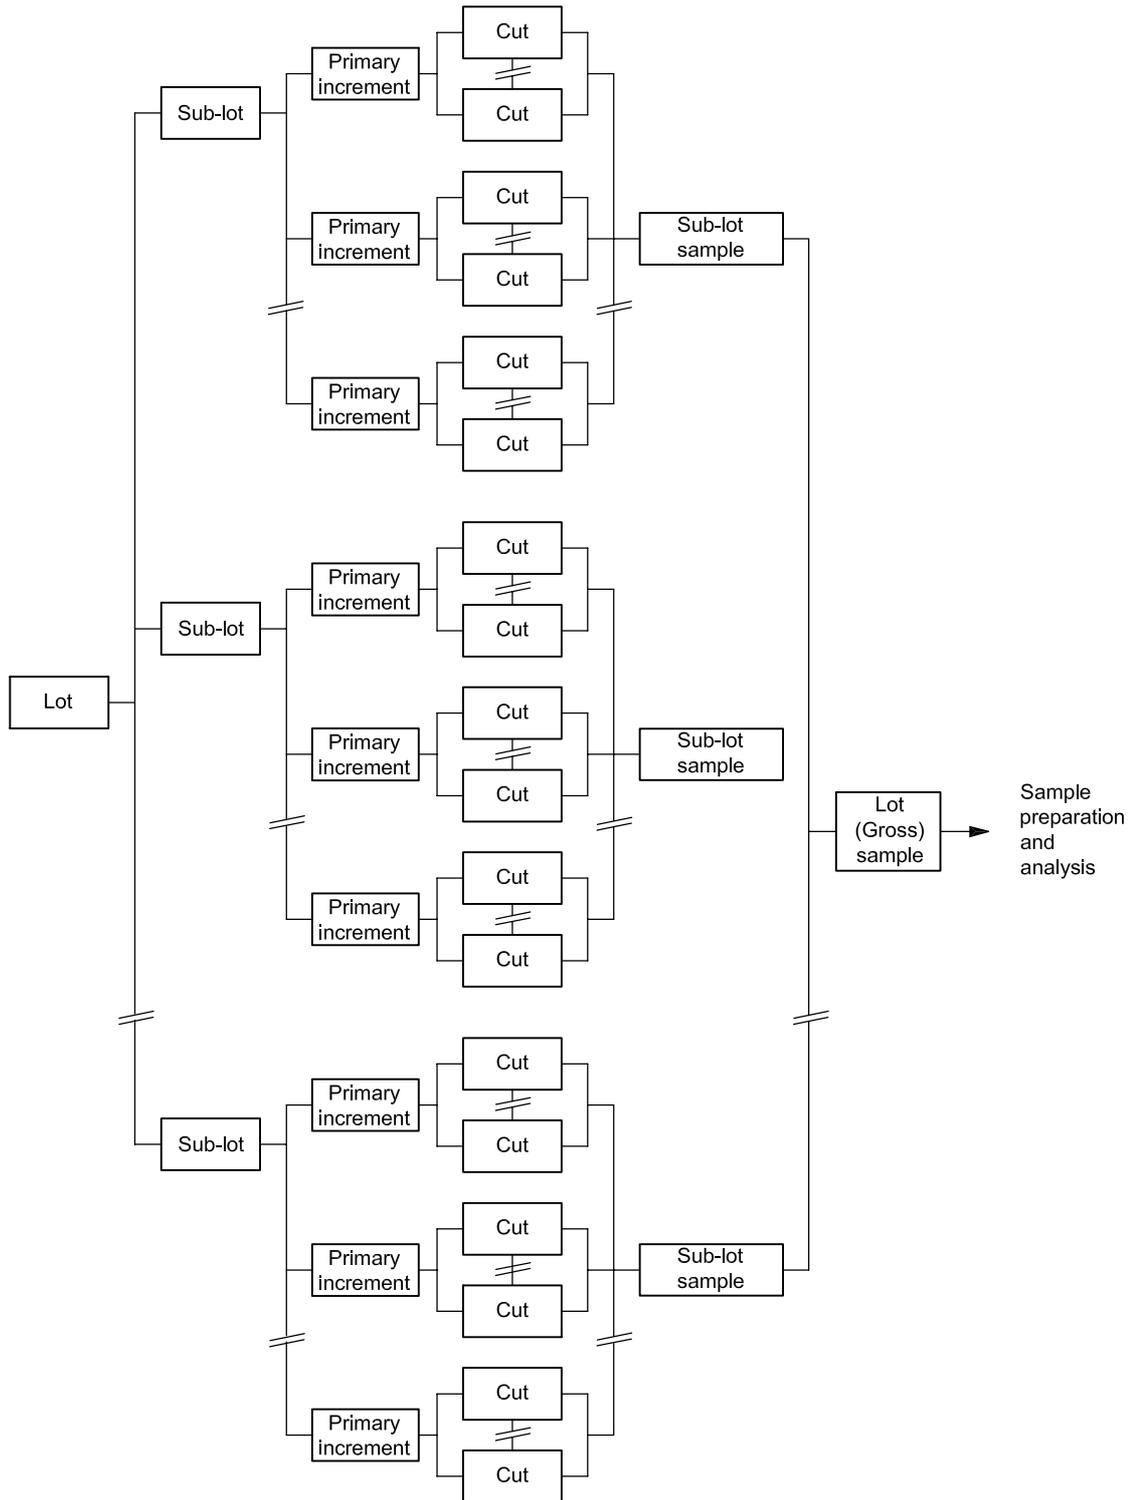 Cut
Primary
increment
Cut
Sub-lot
Cut
Primary
increment
Cut
Sub-lot
sample
Cut
Primary
increment
Cut
Cut
Primary
increment
Cut
Sub-lot
Lot
Cut
Primary
increment
Cut
Sub-lot
sample
Lot
(Gross)
sample
Sample
preparation
and
analysis
Cut
Primary
increment
Cut
Cut
Primary
increment
Cut
Sub-lot
Cut
Primary
increment
Cut
Sub-lot
sample
Cut
Primary
increment
Cut